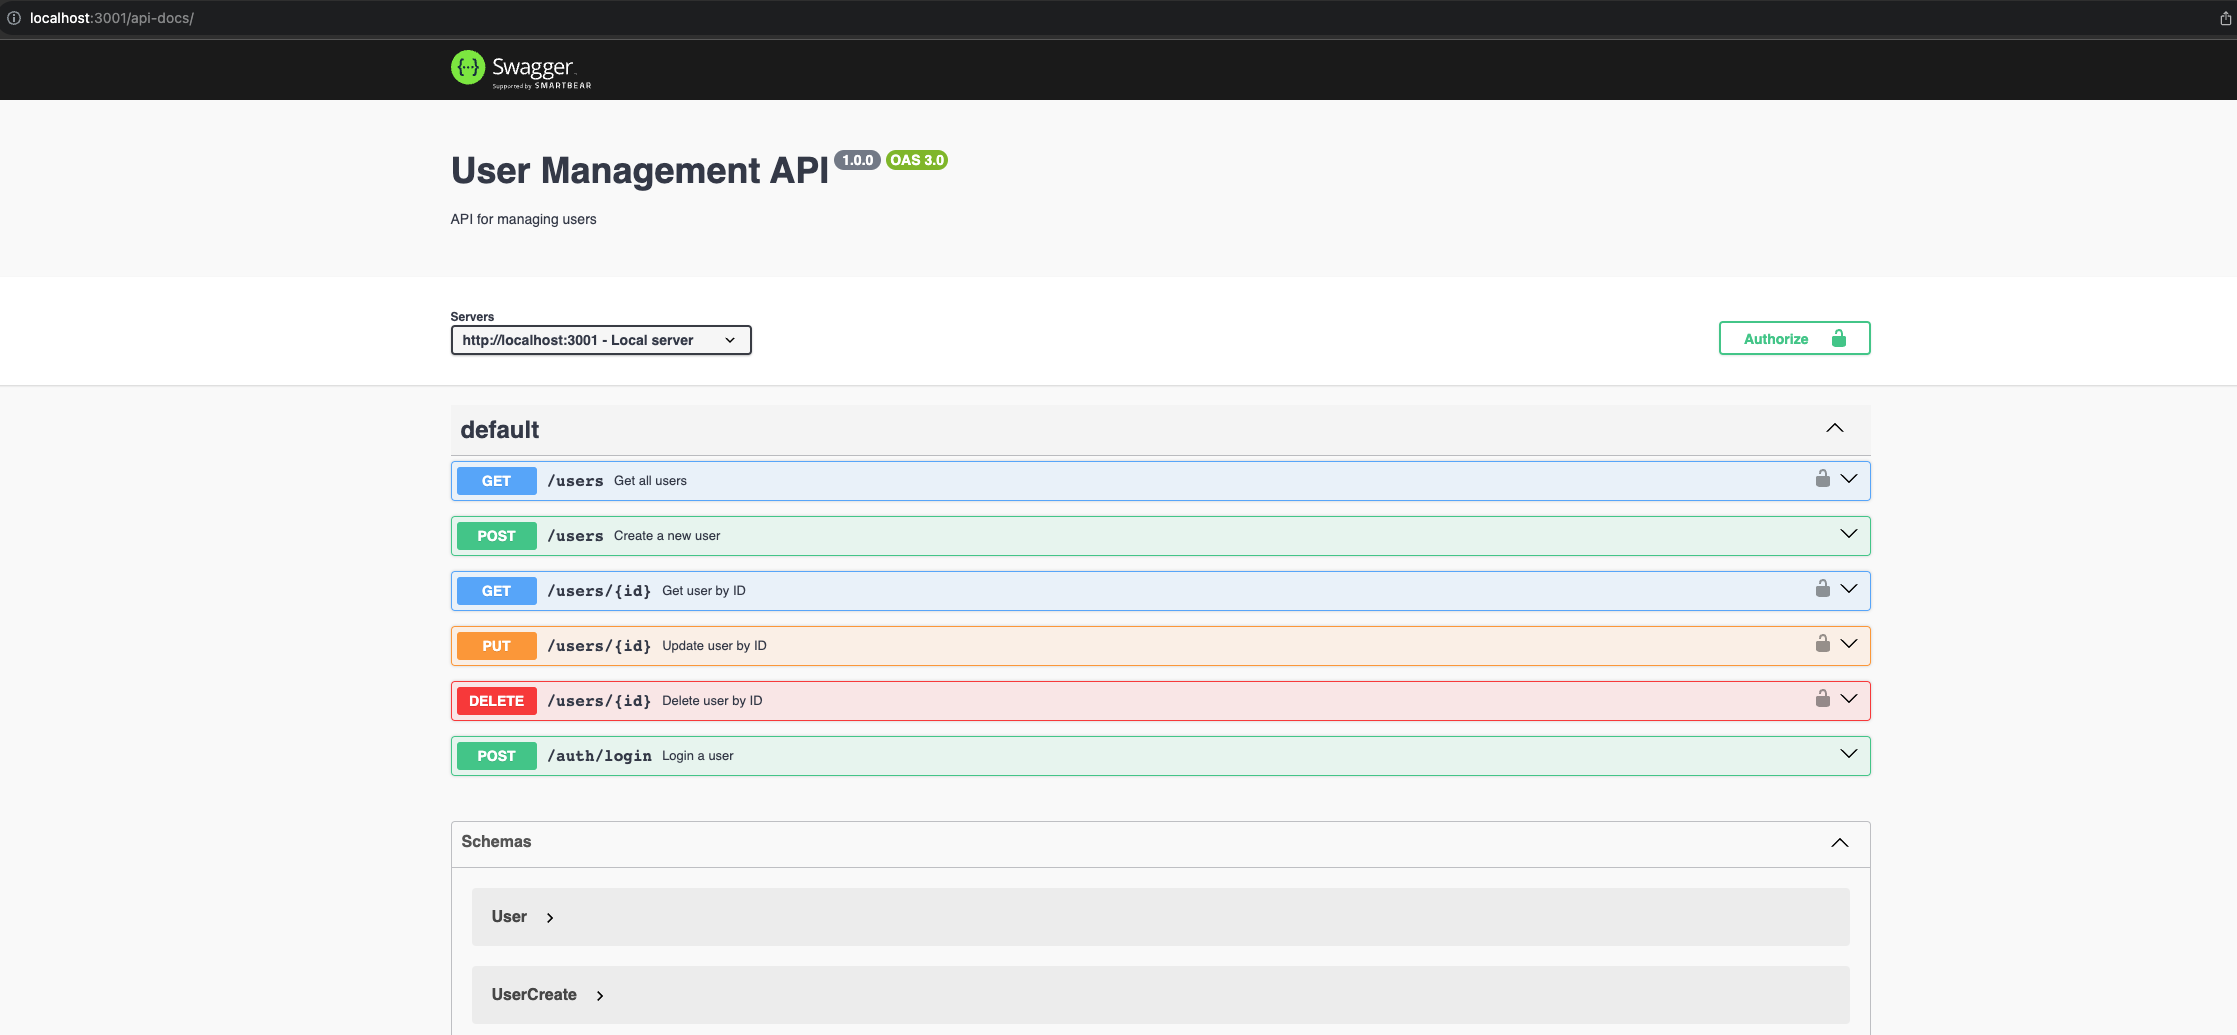 localhost:3001/api-docs/
{···} Swagger
Supported by SMARTBEAR
User Management API 1.0.0 OAS 3.0
API for managing users
Servers
http://localhost:3001 - Local server
Authorize
default
GET /users Get all users
POST /users Create a new user
GET /users/{id} Get user by ID
PUT /users/{id} Update user by ID
DELETE /users/{id} Delete user by ID
POST /auth/login Login a user
Schemas
User
UserCreate